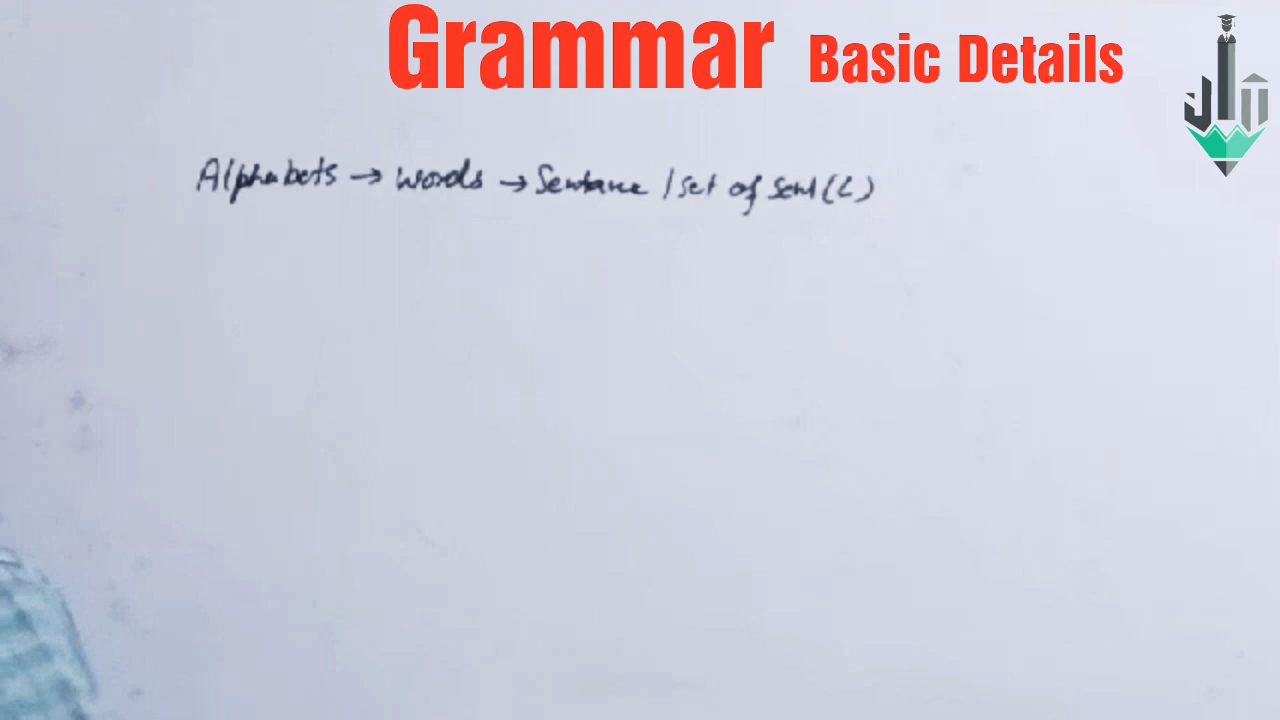 Grammar Basic Details
Alphabets → words → Sentance / set of sent (L)